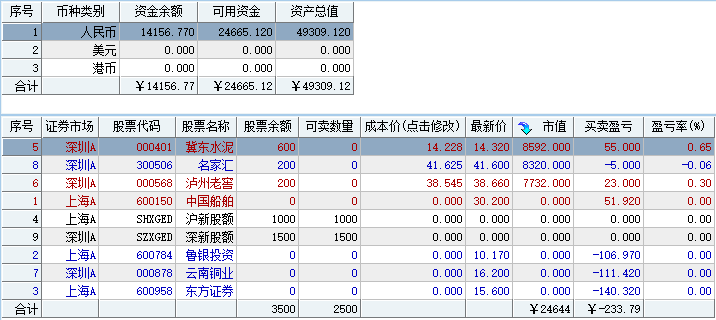 序号 币种类别 资金余额 可用资金 资产总值
1 人民币 14156.770 24665.120 49309.120
2 美元 0.000 0.000 0.000
3 港币 0.000 0.000 0.000
合计 ￥14156.77 ￥24665.12 ￥49309.12
序号 证券市场 股票代码 股票名称 股票余额 可卖数量 成本价(点击修改) 最新价 市值 买卖盈亏 盈亏率(%)
5 深圳A 000401 冀东水泥 600 0 14.228 14.320 8592.000 55.000 0.65
8 深圳A 300506 名家汇 200 0 41.625 41.600 8320.000 -5.000 -0.06
6 深圳A 000568 泸州老窖 200 0 38.545 38.660 7732.000 23.000 0.30
1 上海A 600150 中国船舶 0 0 0.000 30.200 0.000 51.920 0.00
4 上海A SHXGED 沪新股额 1000 1000 0.000 0.000 0.000 0.000 0.00
9 深圳A SZXGED 深新股额 1500 1500 0.000 0.000 0.000 0.000 0.00
2 上海A 600784 鲁银投资 0 0 0.000 10.170 0.000 -106.970 0.00
7 深圳A 000878 云南铜业 0 0 0.000 16.200 0.000 -111.420 0.00
3 上海A 600958 东方证券 0 0 0.000 15.600 0.000 -140.320 0.00
合计 3500 2500 ￥24644 ￥-233.79